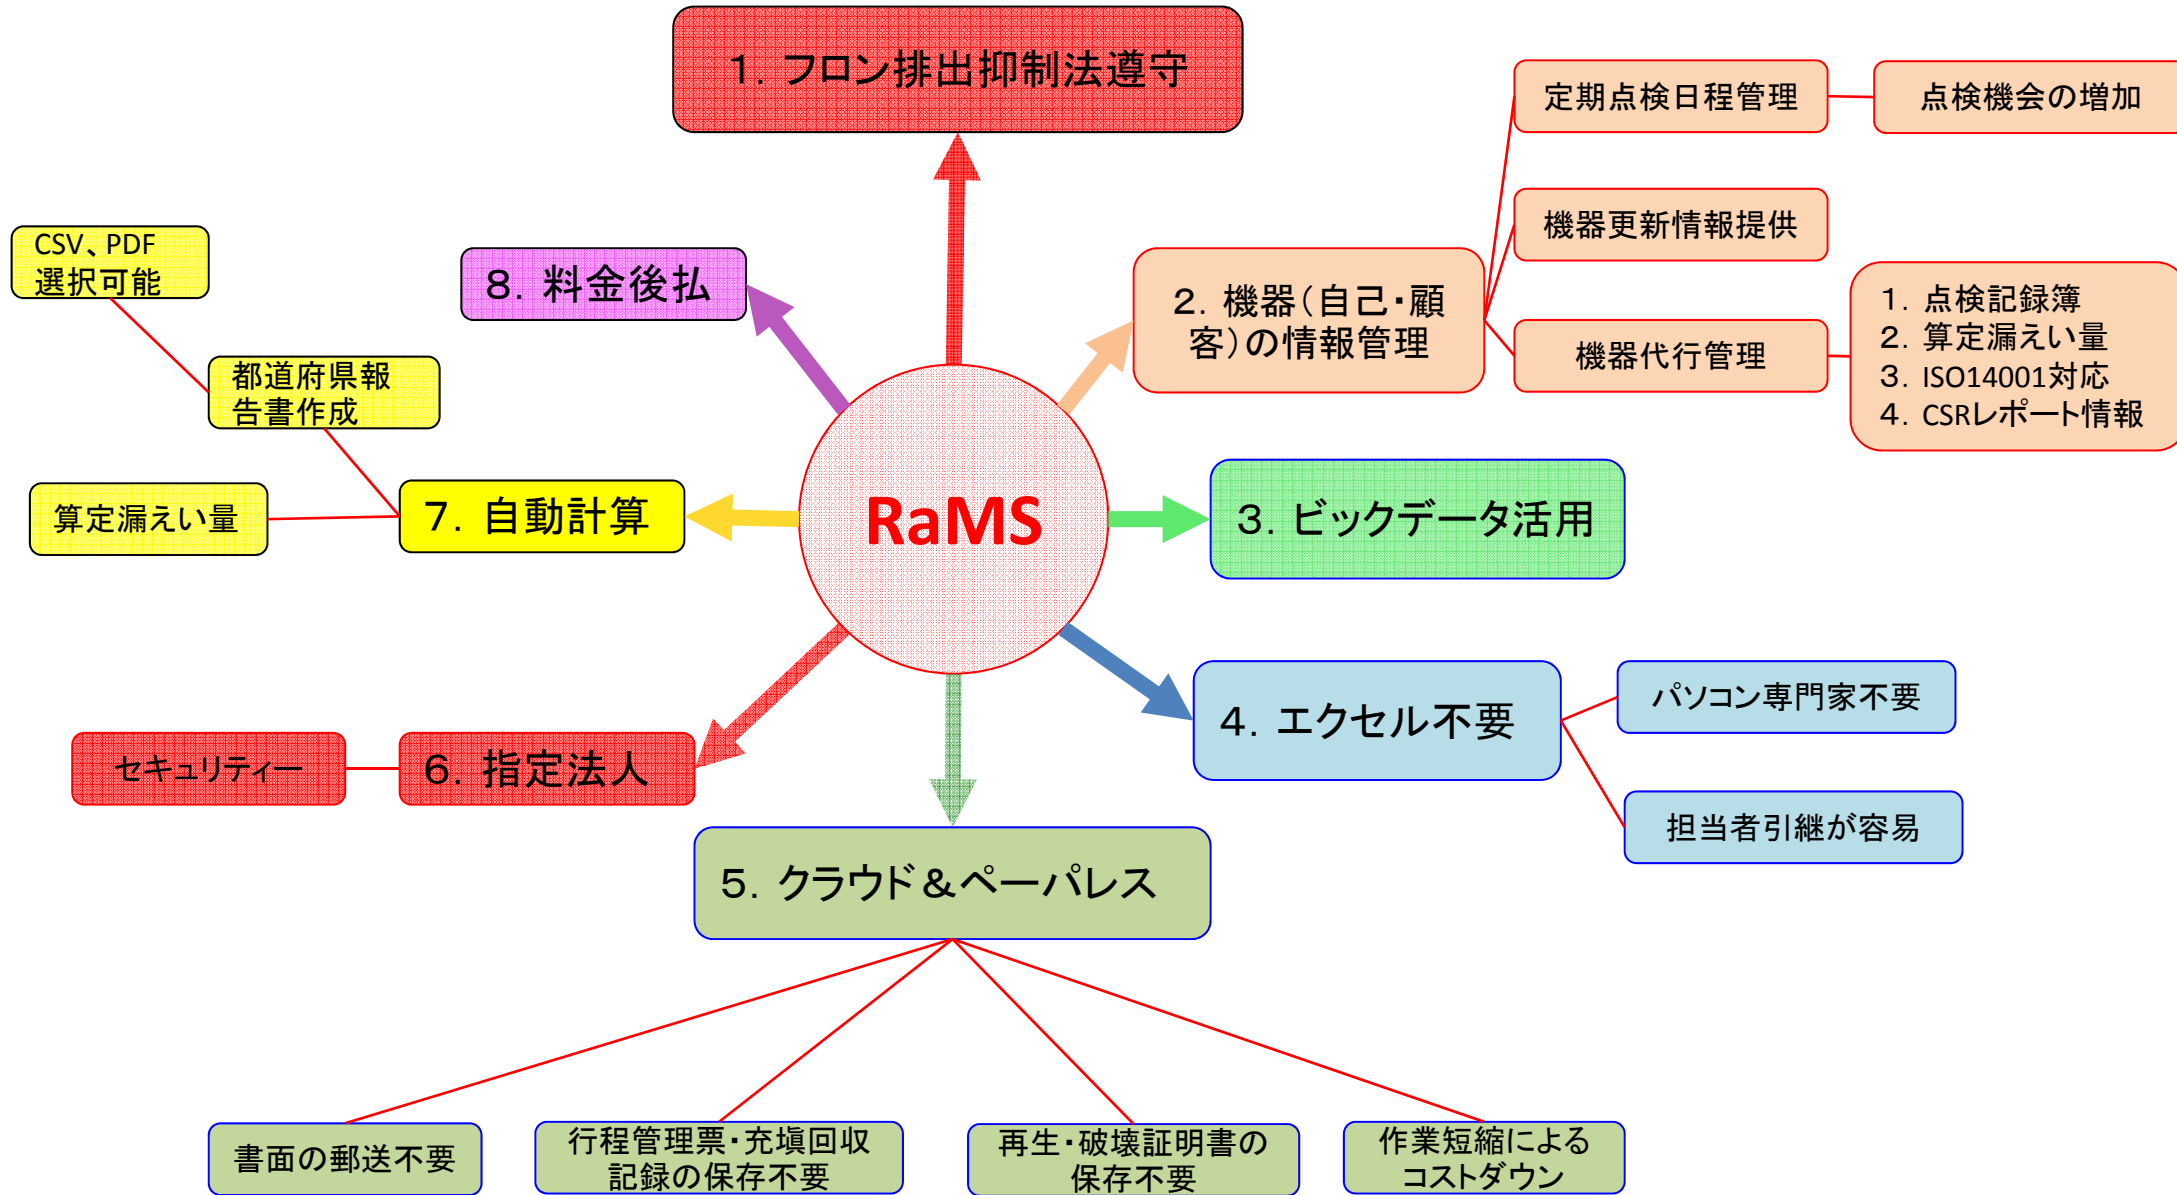 1．フロン排出抑制法遵守
定期点検日程管理
点検機会の増加
機器更新情報提供
CSV、PDF
選択可能
8．料金後払
2．機器（自己・顧
客）の情報管理
1．点検記録簿
2．算定漏えい量
3．ISO14001対応
4．CSRレポート情報
機器代行管理
都道府県報
告書作成
算定漏えい量
7．自動計算
RaMS
3．ビックデータ活用
パソコン専門家不要
4．エクセル不要
セキュリティー
6．指定法人
担当者引継が容易
5．クラウド＆ペーパレス
書面の郵送不要
行程管理票・充塡回収
記録の保存不要
再生・破壊証明書の
保存不要
作業短縮による
コストダウン